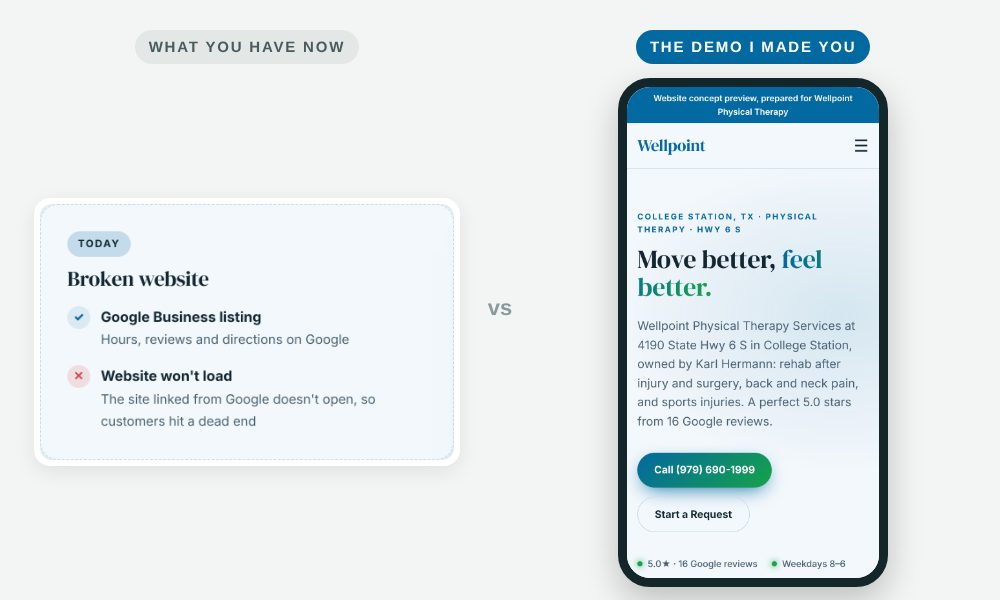 WHAT YOU HAVE NOW
TODAY
Broken website
Google Business listing
Hours, reviews and directions on Google
Website won't load
The site linked from Google doesn't open, so
customers hit a dead end
vs
THE DEMO I MADE YOU
Website concept preview, prepared for Wellpoint
Physical Therapy
Wellpoint
COLLEGE STATION, TX · PHYSICAL
THERAPY · HWY 6 S
Move better, feel
better.
Wellpoint Physical Therapy Services at
4190 State Hwy 6 S in College Station,
owned by Karl Hermann: rehab after
injury and surgery, back and neck pain,
and sports injuries. A perfect 5.0 stars
from 16 Google reviews.
Call (979) 690-1999
Start a Request
5.0★ · 16 Google reviews
Weekdays 8–6